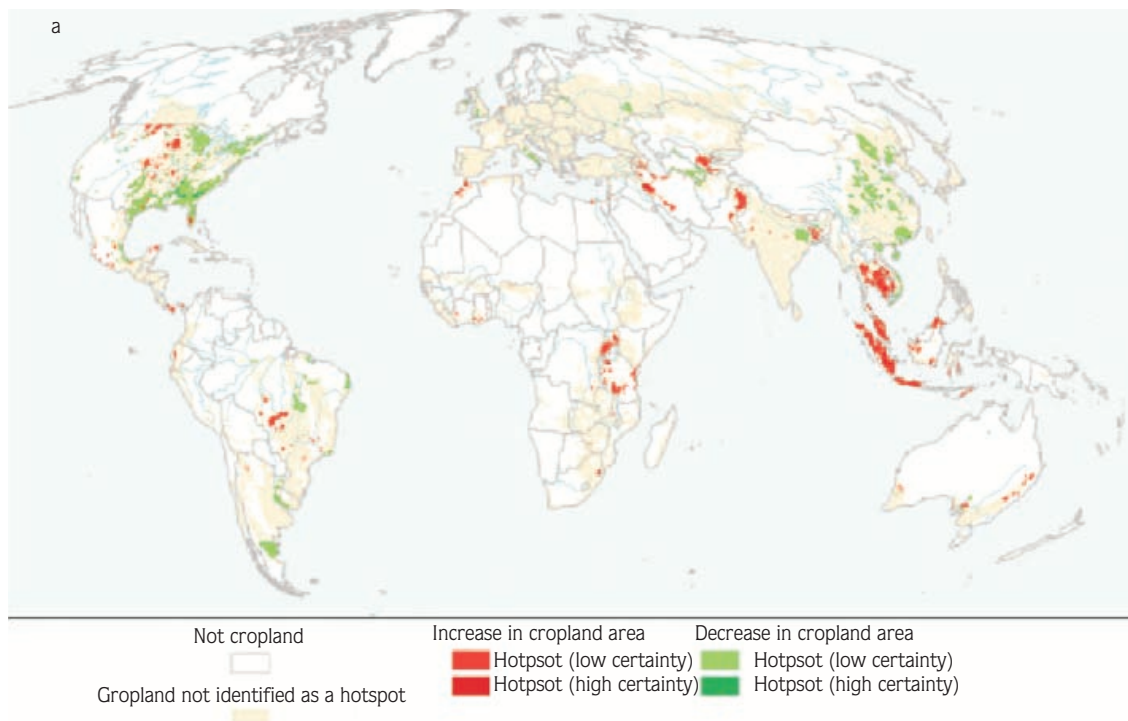 a
Not cropland
Gropland not identified as a hotspot
Increase in cropland area
Hotpsot (low certainty)
Hotpsot (high certainty)
Decrease in cropland area
Hotpsot (low certainty)
Hotpsot (high certainty)